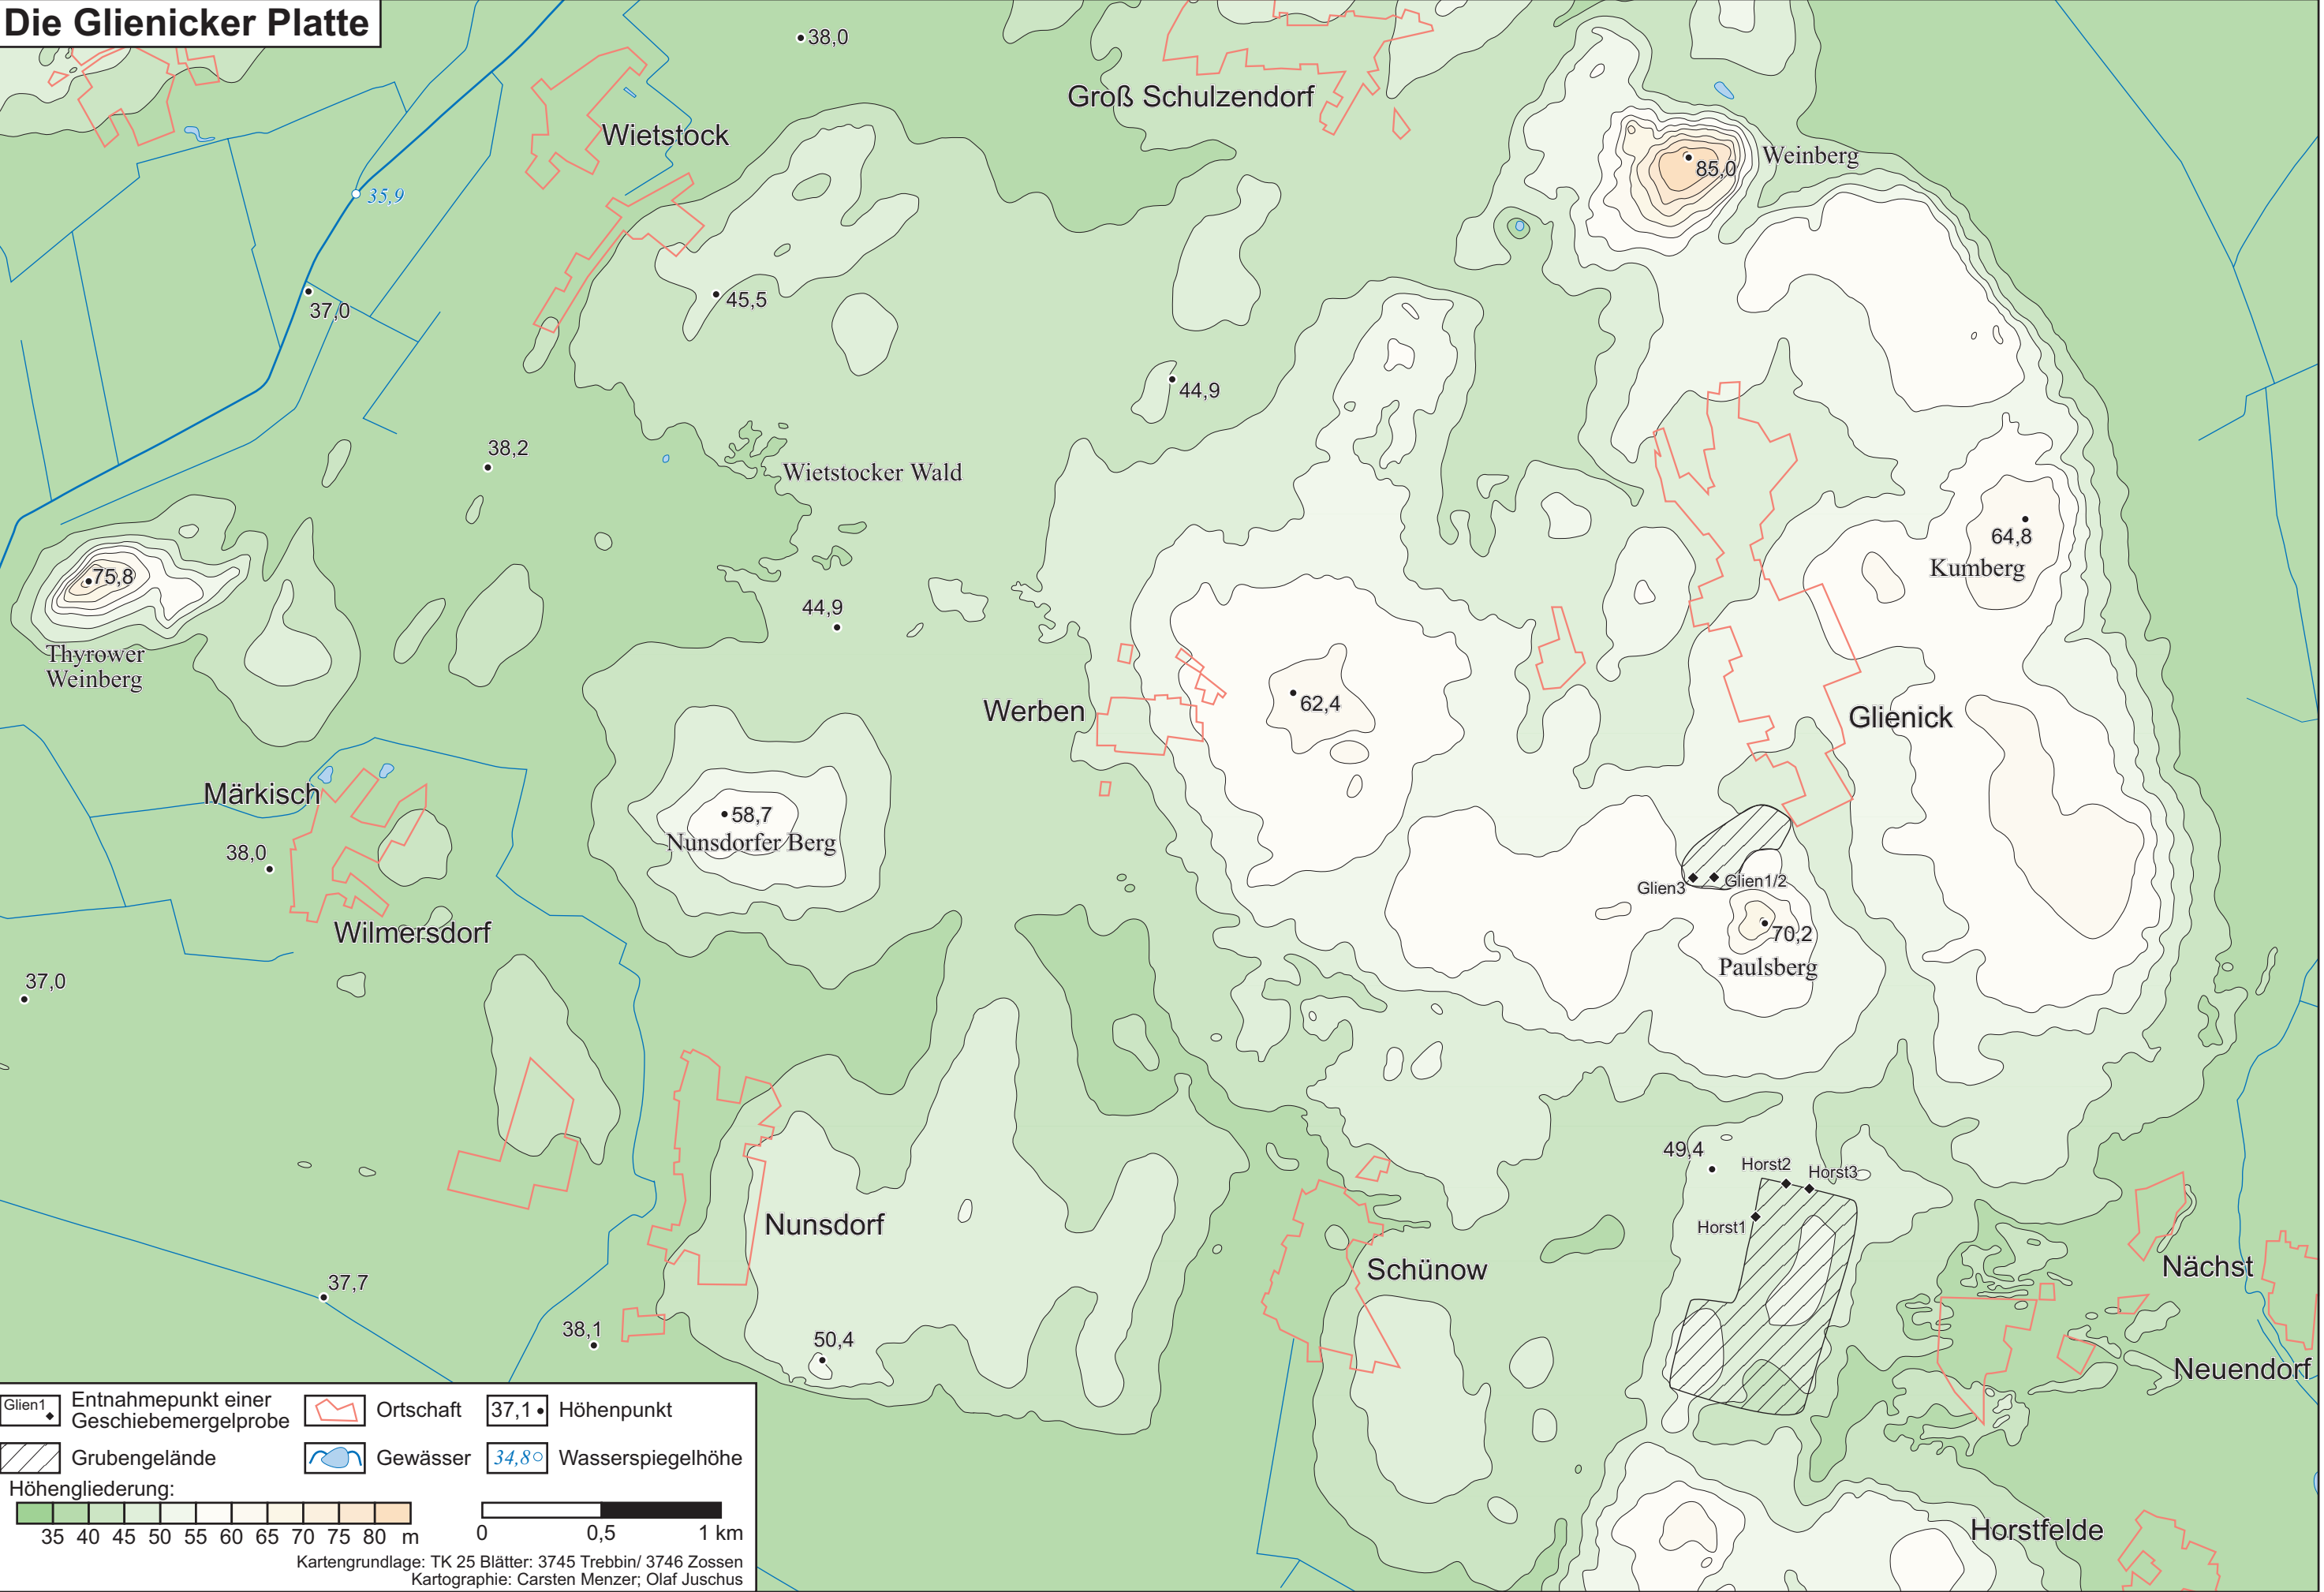 Die Glienicker Platte
38,0
Groß Schulzendorf
Wietstock
Weinberg
85,0
35,9
45,5
37,0
44,9
38,2
Wietstocker Wald
64,8
Kumberg
75,8
44,9
Thyrower
Weinberg
62,4
Werben
Glienick
Märkisch
58,7
Nunsdorfer Berg
38,0
Glien3
Glien1/2
Wilmersdorf
70,2
Paulsberg
37,0
49,4
Horst2
Horst3
Horst1
Nunsdorf
Schünow
Nächst
37,7
38,1
50,4
Neuendorf
Horstfelde
Glien1
Entnahmepunkt einer
Geschiebemergelprobe
Ortschaft
37,1
Höhenpunkt
Grubengelände
Gewässer
34,8
Wasserspiegelhöhe
Höhengliederung:
35 40 45 50 55 60 65 70 75 80 m
0 0,5 1 km
Kartengrundlage: TK 25 Blätter: 3745 Trebbin/ 3746 Zossen
Kartographie: Carsten Menzer; Olaf Juschus